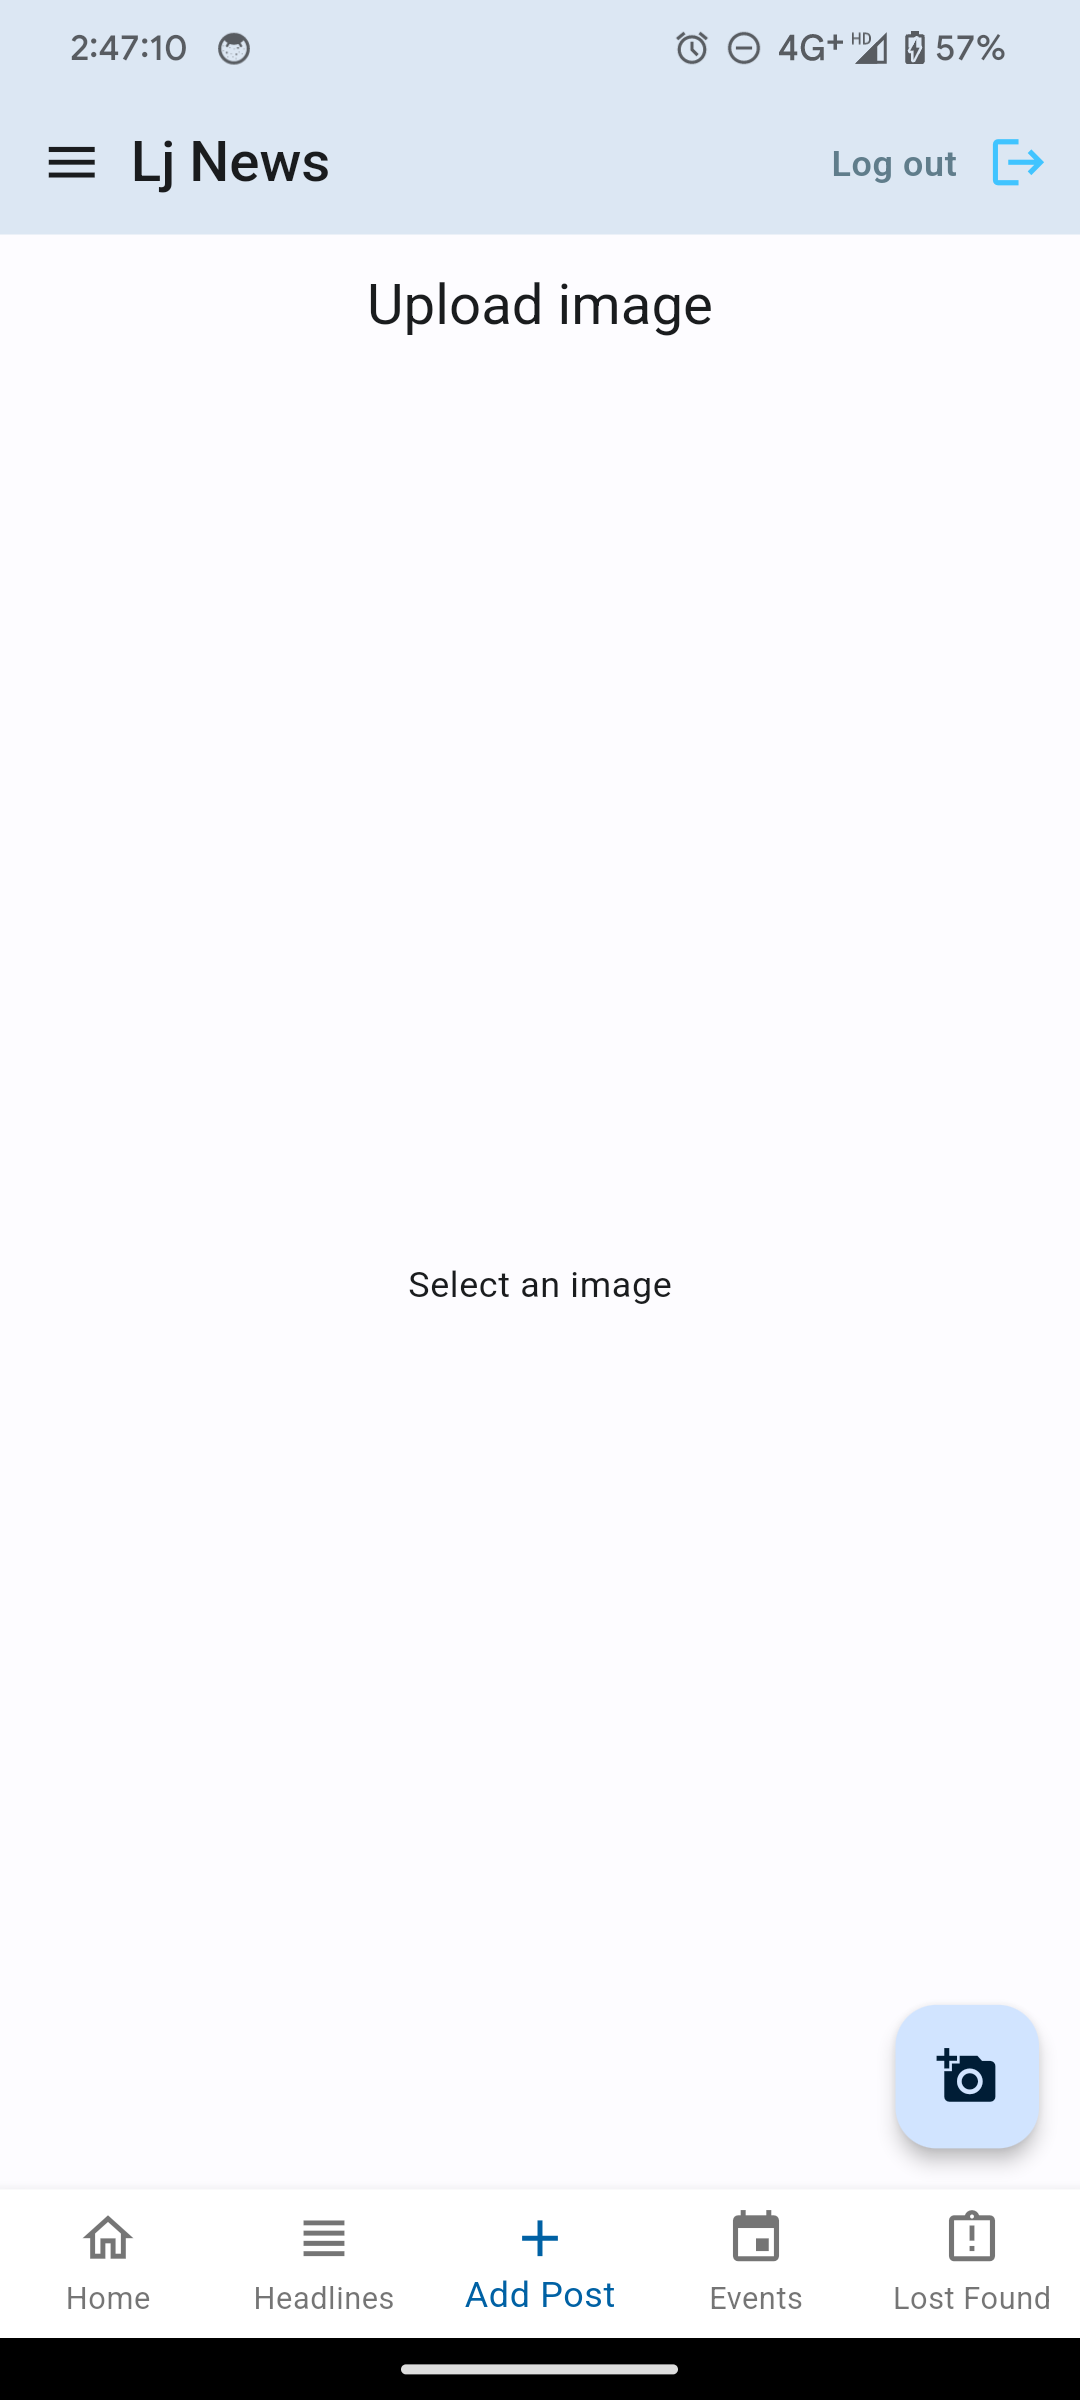 2:47:10 4G+ HD 57%
Lj News Log out
Upload image
Select an image
Home Headlines Add Post Events Lost Found